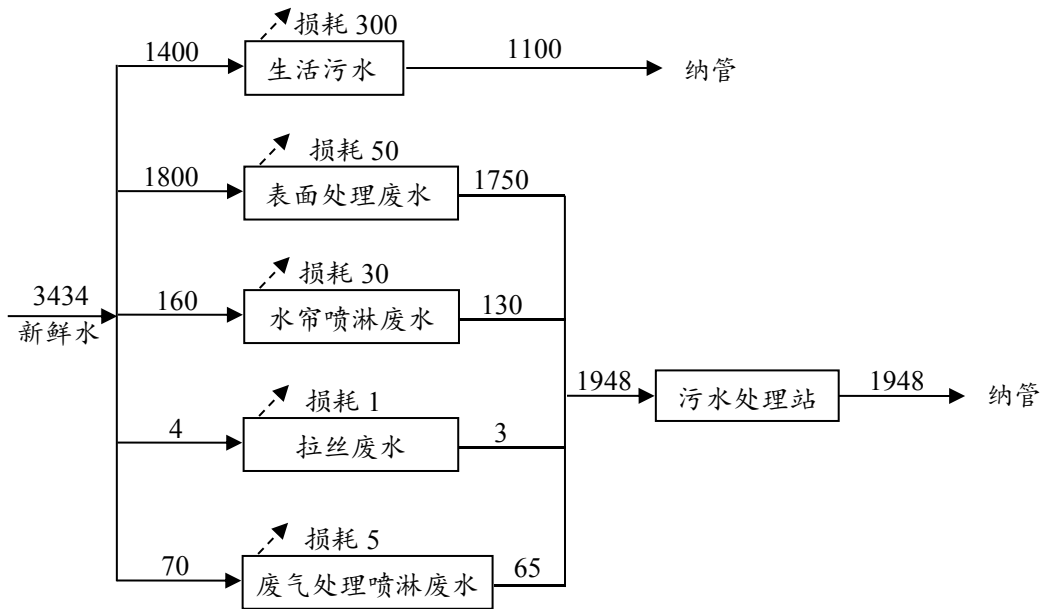 损耗 300
1400
生活污水
1100
纳管
损耗 50
1800
表面处理废水
1750
损耗 30
3434
新鲜水
160
水帘喷淋废水
130
损耗 1
4
拉丝废水
3
1948
污水处理站
1948
纳管
损耗 5
70
废气处理喷淋废水
65